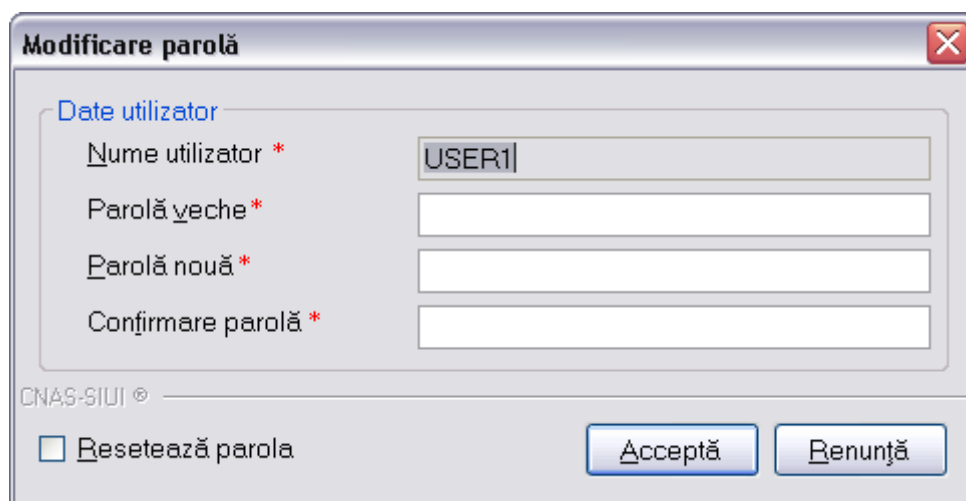 Modificare parolă
Date utilizator
Nume utilizator *
USER1
Parolă veche*
Parolă nouă*
Confirmare parolă *
CNAS-SIUI ®
Resetează parola
Acceptă
Renunţă